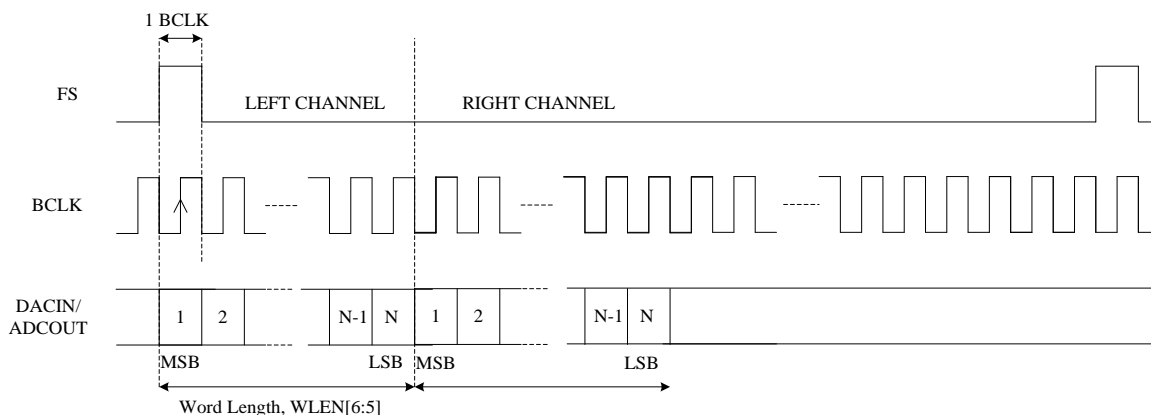 1 BCLK
FS
LEFT CHANNEL
RIGHT CHANNEL
BCLK
DACIN/
ADCOUT
1
2
N-1
N
1
2
N-1
N
MSB
LSB
MSB
LSB
Word Length, WLEN[6:5]